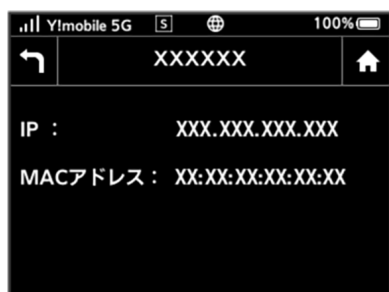 Y!mobile 5G S 100%
XXXXXX
IP : XXX.XXX.XXX.XXX
MACアドレス : XX:XX:XX:XX:XX:XX